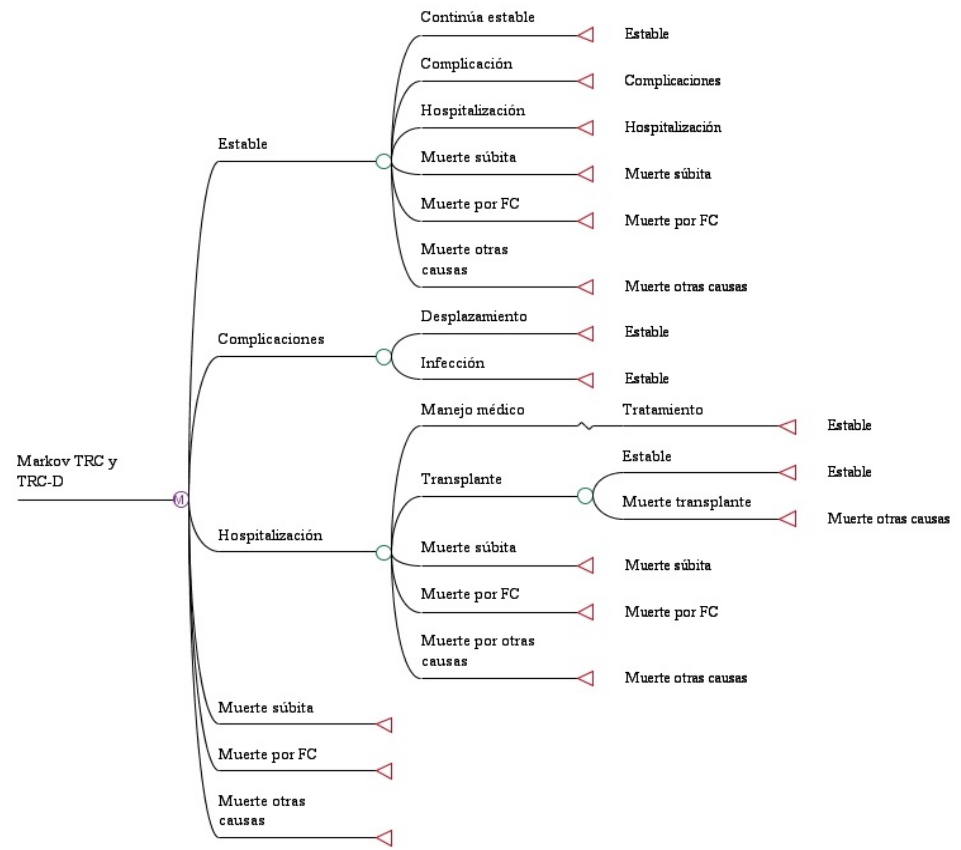 Continúa estable
Estable
Complicación
Complicaciones
Hospitalización
Hospitalización
Estable
Muerte súbita
Muerte súbita
Muerte por FC
Muerte por FC
Muerte otras
causas
Muerte otras causas
Desplazamiento
Estable
Complicaciones
Infección
Estable
Manejo médico
Tratamiento
Estable
Markov TRC y
TRC-D
M
Estable
Transplante
Estable
Muerte transplante
Muerte otras causas
Hospitalización
Muerte súbita
Muerte súbita
Muerte por FC
Muerte por FC
Muerte por otras
causas
Muerte otras causas
Muerte súbita
Muerte por FC
Muerte otras
causas